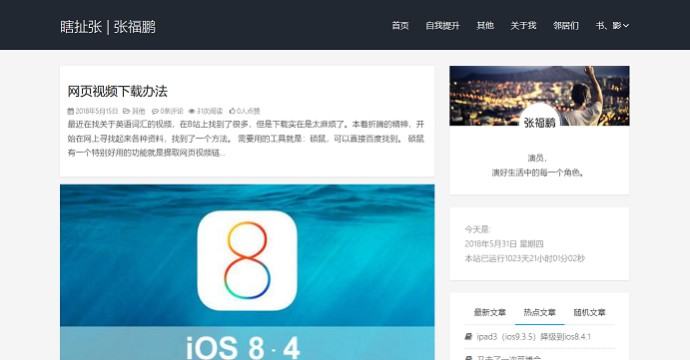 瞎扯张 | 张福鹏
首页 自我提升 其他 关于我 邻居们 书、影
网页视频下载办法
2018年5月15日 其他 0条评论 310阅读 0人点赞
最近在找关于英语词汇的视频，在B站上找到了很多，但是下载实在是太麻烦了。本着折腾的精神，开
始在网上寻找起来各种资料，找到了一个方法。 需要用的工具就是：硕鼠，可以直接百度找到。 硕鼠
有一个特别好用的功能就是提取网页视频链...
iOS 8 · 4
张福鹏
演员，
演好生活中的每一个角色。
今天是:
2018年5月31日 星期四
本站已运行1023天21小时01分02秒
最新文章 热点文章 随机文章
ipad3（ios9.3.5）降级到ios8.4.1